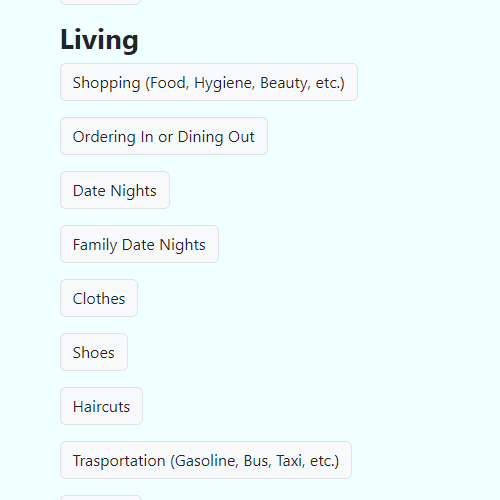 Living
Shopping (Food, Hygiene, Beauty, etc.)
Ordering In or Dining Out
Date Nights
Family Date Nights
Clothes
Shoes
Haircuts
Trasportation (Gasoline, Bus, Taxi, etc.)